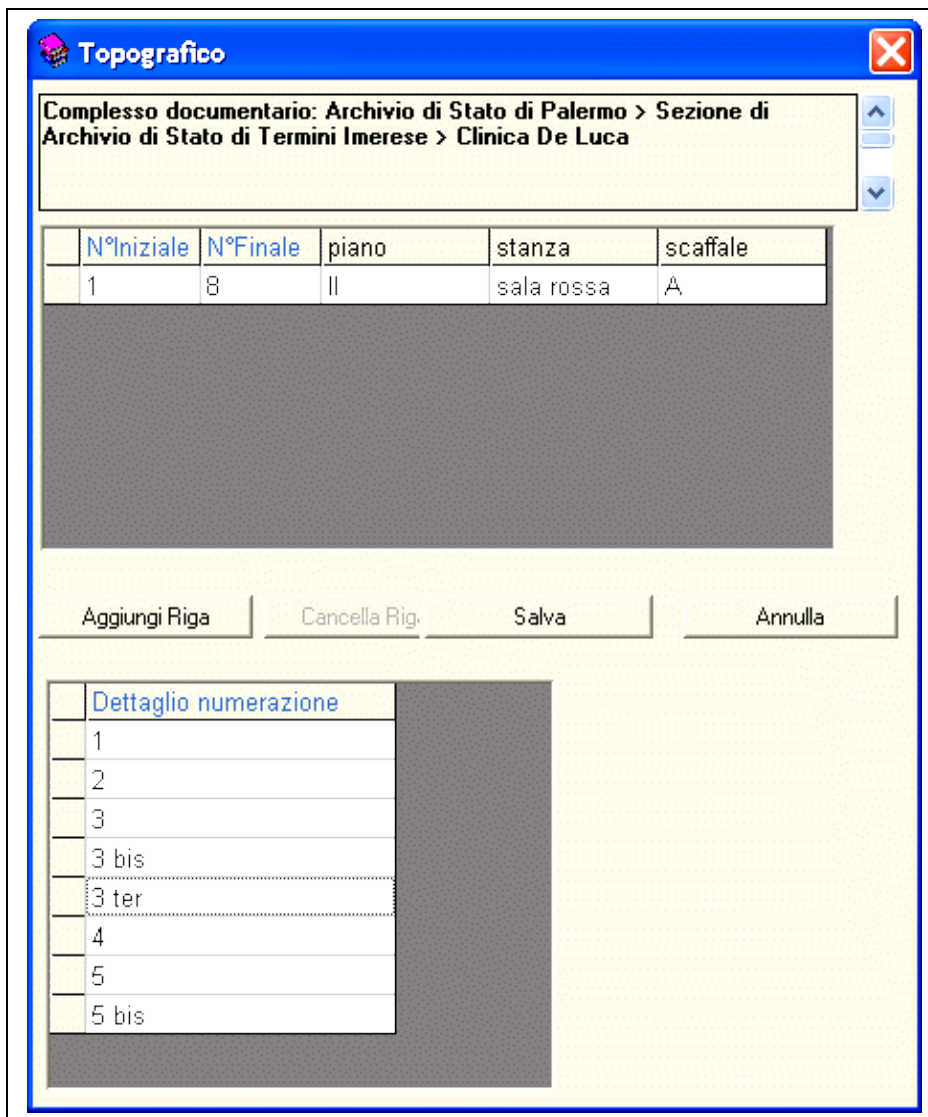 Topografico
Complesso documentario: Archivio di Stato di Palermo > Sezione di
Archivio di Stato di Termini Imerese > Clinica De Luca
N°Iniziale N°Finale piano stanza scaffale
1 8 II sala rossa A
Aggiungi Riga Cancella Rig Salva Annulla
Dettaglio numerazione
1
2
3
3 bis
3 ter
4
5
5 bis